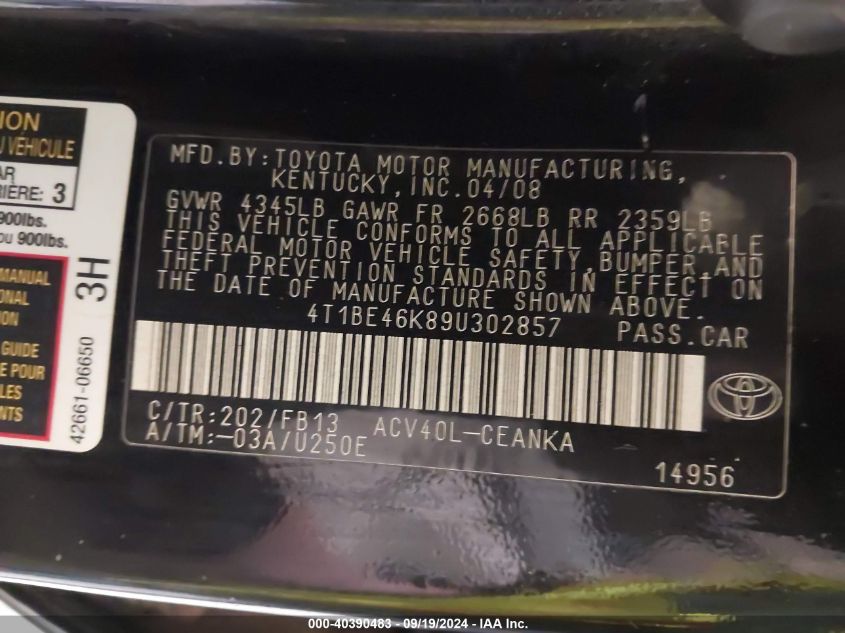 ION
U VEHICULE
AR
RIÈRE: 3
900lbs.
ou 900lbs.
MANUAL
ONAL
ION
GUIDE
E POUR
LES
NTS
3H
42661-06650
MFD.BY:TOYOTA MOTOR MANUFACTURING,
KENTUCKY,INC.04/08
GVWR 4345LB GAWR FR 2668LB RR 2359LB
THIS VEHICLE CONFORMS TO ALL APPLICABLE
FEDERAL MOTOR VEHICLE SAFETY,BUMPER,AND
THEFT PREVENTION STANDARDS IN EFFECT ON
THE DATE OF MANUFACTURE SHOWN ABOVE.
4T1BE46K89U302857 PASS.CAR
C/TR:202/FB13 ACV40L-CEANKA
A/TM:-03A/U250E
14956
000-40390483 - 09/19/2024 - IAA Inc.